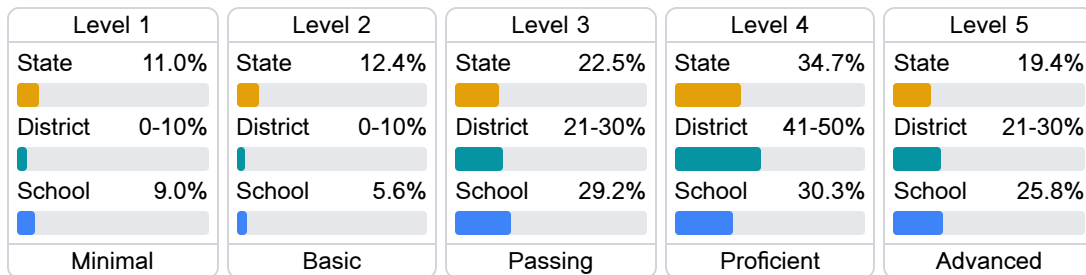 Level 1
State 11.0%
District 0-10%
School 9.0%
Minimal
Level 2
State 12.4%
District 0-10%
School 5.6%
Basic
Level 3
State 22.5%
District 21-30%
School 29.2%
Passing
Level 4
State 34.7%
District 41-50%
School 30.3%
Proficient
Level 5
State 19.4%
District 21-30%
School 25.8%
Advanced